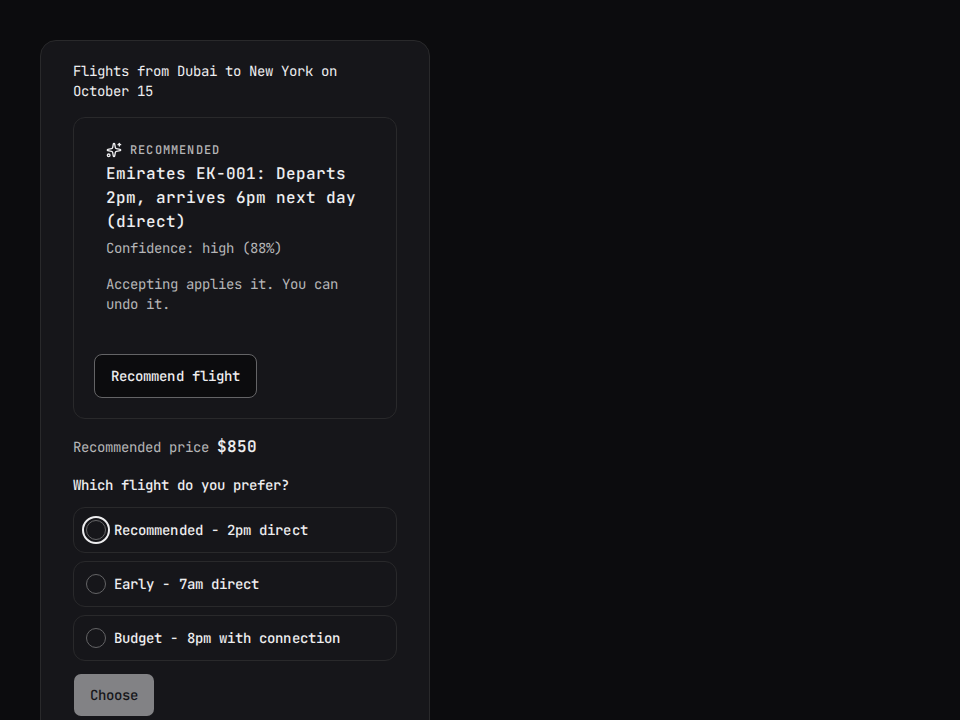 Flights from Dubai to New York on
October 15
RECOMMENDED
Emirates EK-001: Departs
2pm, arrives 6pm next day
(direct)
Confidence: high (88%)
Accepting applies it. You can
undo it.
Recommend flight
Recommended price $850
Which flight do you prefer?
Recommended - 2pm direct
Early - 7am direct
Budget - 8pm with connection
Choose